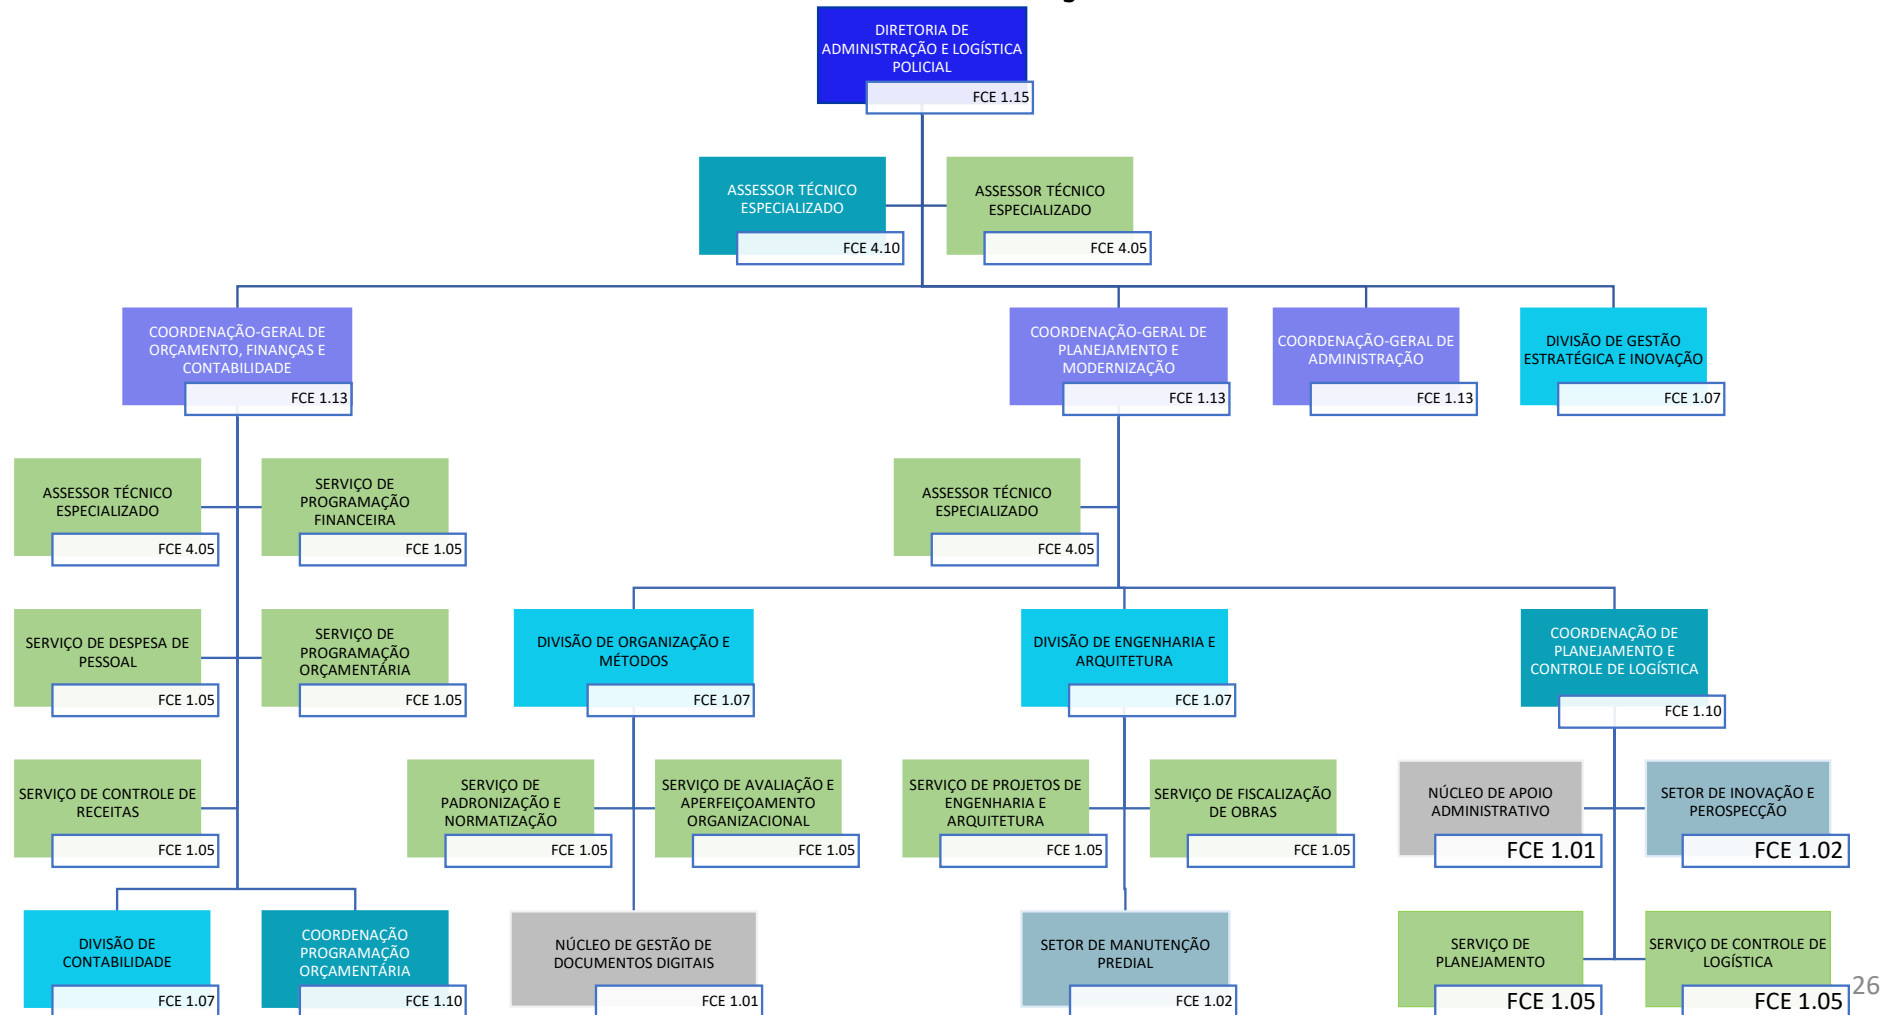 DIRETORIA DE
ADMINISTRAÇÃO E LOGÍSTICA
POLICIAL
FCE 1.15
ASSESSOR TÉCNICO
ESPECIALIZADO
FCE 4.10
ASSESSOR TÉCNICO
ESPECIALIZADO
FCE 4.05
COORDENAÇÃO-GERAL DE
ORÇAMENTO, FINANÇAS E
CONTABILIDADE
FCE 1.13
COORDENAÇÃO-GERAL DE
PLANEJAMENTO E
MODERNIZAÇÃO
FCE 1.13
COORDENAÇÃO-GERAL DE
ADMINISTRAÇÃO
FCE 1.13
DIVISÃO DE GESTÃO
ESTRATÉGICA E INOVAÇÃO
FCE 1.07
ASSESSOR TÉCNICO
ESPECIALIZADO
FCE 4.05
SERVIÇO DE
PROGRAMAÇÃO
FINANCEIRA
FCE 1.05
ASSESSOR TÉCNICO
ESPECIALIZADO
FCE 4.05
SERVIÇO DE DESPESA DE
PESSOAL
FCE 1.05
SERVIÇO DE
PROGRAMAÇÃO
ORÇAMENTÁRIA
FCE 1.05
DIVISÃO DE ORGANIZAÇÃO E
MÉTODOS
FCE 1.07
DIVISÃO DE ENGENHARIA E
ARQUITETURA
FCE 1.07
COORDENAÇÃO DE
PLANEJAMENTO E
CONTROLE DE LOGÍSTICA
FCE 1.10
SERVIÇO DE CONTROLE DE
RECEITAS
FCE 1.05
SERVIÇO DE
PADRONIZAÇÃO E
NORMATIZAÇÃO
FCE 1.05
SERVIÇO DE AVALIAÇÃO E
APERFEIÇOAMENTO
ORGANIZACIONAL
FCE 1.05
SERVIÇO DE PROJETOS DE
ENGENHARIA E
ARQUITETURA
FCE 1.05
SERVIÇO DE FISCALIZAÇÃO
DE OBRAS
FCE 1.05
NÚCLEO DE APOIO
ADMINISTRATIVO
FCE 1.01
SETOR DE INOVAÇÃO E
PEROSPECÇÃO
FCE 1.02
DIVISÃO DE
CONTABILIDADE
FCE 1.07
COORDENAÇÃO
PROGRAMAÇÃO
ORÇAMENTÁRIA
FCE 1.10
NÚCLEO DE GESTÃO DE
DOCUMENTOS DIGITAIS
FCE 1.01
SETOR DE MANUTENÇÃO
PREDIAL
FCE 1.02
SERVIÇO DE
PLANEJAMENTO
FCE 1.05
SERVIÇO DE CONTROLE DE
LOGÍSTICA
FCE 1.05
26